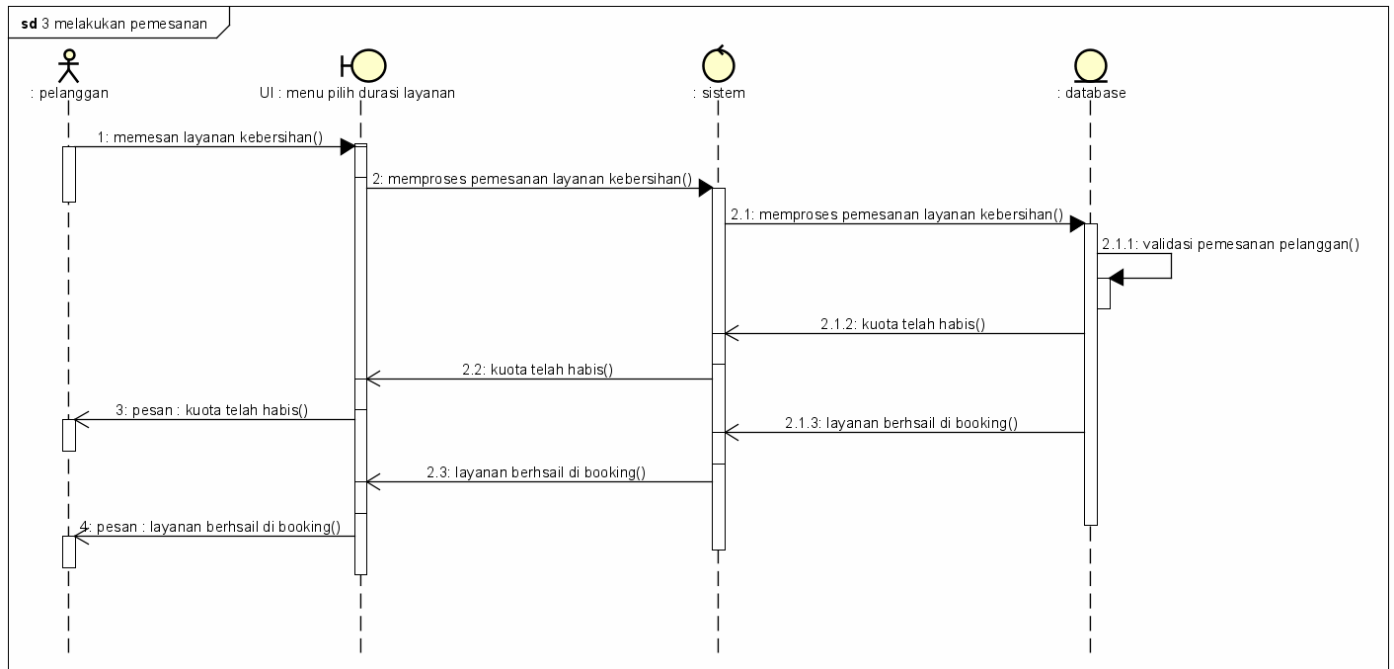 sd 3 melakukan pemesanan
: pelanggan
UI : menu pilih durasi layanan
: sistem
: database
1: memesan layanan kebersihan()
2: memproses pemesanan layanan kebersihan()
2.1: memproses pemesanan layanan kebersihan()
2.1.1: validasi pemesanan pelanggan()
2.1.2: kuota telah habis()
2.2: kuota telah habis()
3: pesan : kuota telah habis()
2.1.3: layanan berhsail di booking()
2.3: layanan berhsail di booking()
4: pesan : layanan berhsail di booking()